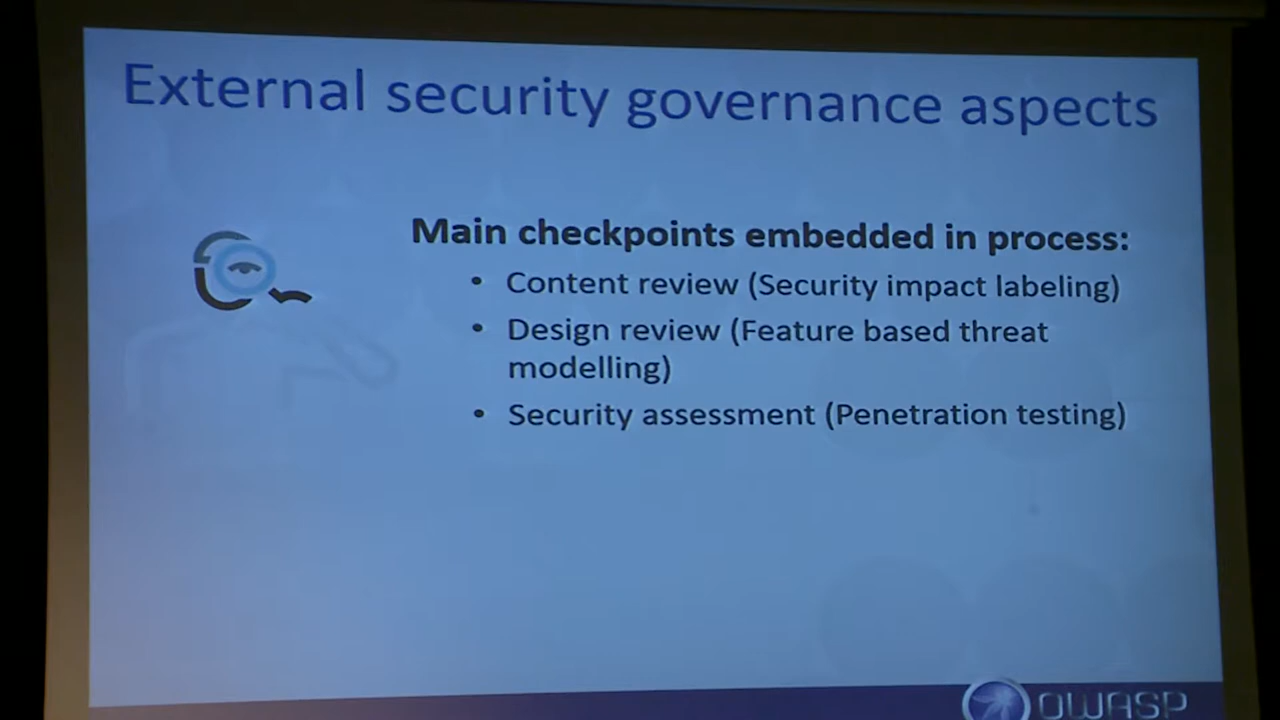 External security governance aspects
Main checkpoints embedded in process:
• Content review (Security impact labeling)
• Design review (Feature based threat
modelling)
• Security assessment (Penetration testing)
OWASP